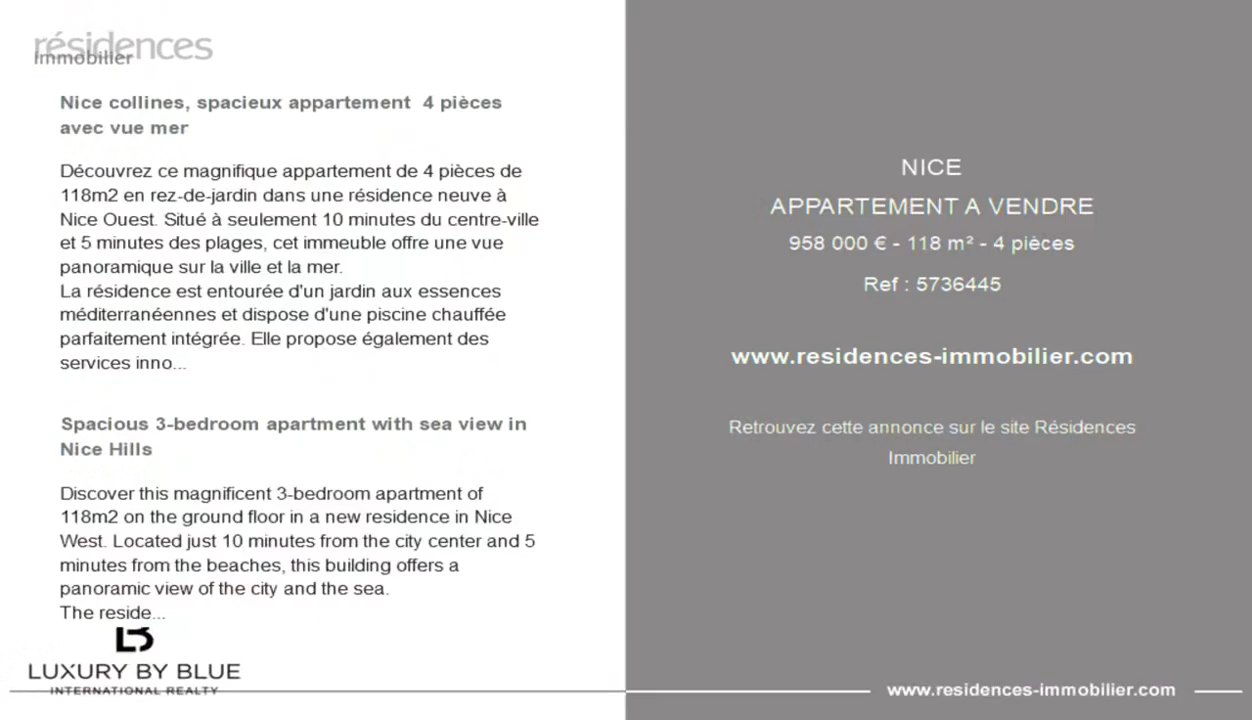 résidences
Immobilier
Nice collines, spacieux appartement 4 pièces
avec vue mer
Découvrez ce magnifique appartement de 4 pièces de
118m2 en rez-de-jardin dans une résidence neuve à
Nice Ouest. Situé à seulement 10 minutes du centre-ville
et 5 minutes des plages, cet immeuble offre une vue
panoramique sur la ville et la mer.
La résidence est entourée d'un jardin aux essences
méditerranéennes et dispose d'une piscine chauffée
parfaitement intégrée. Elle propose également des
services inno...
Spacious 3-bedroom apartment with sea view in
Nice Hills
Discover this magnificent 3-bedroom apartment of
118m2 on the ground floor in a new residence in Nice
West. Located just 10 minutes from the city center and 5
minutes from the beaches, this building offers a
panoramic view of the city and the sea.
The reside...
LUXURY BY BLUE
INTERNATIONAL REALTY
NICE
APPARTEMENT A VENDRE
958 000 € - 118 m² - 4 pièces
Ref : 5736445
www.residences-immobilier.com
Retrouvez cette annonce sur le site Résidences
Immobilier
www.residences-immobilier.com